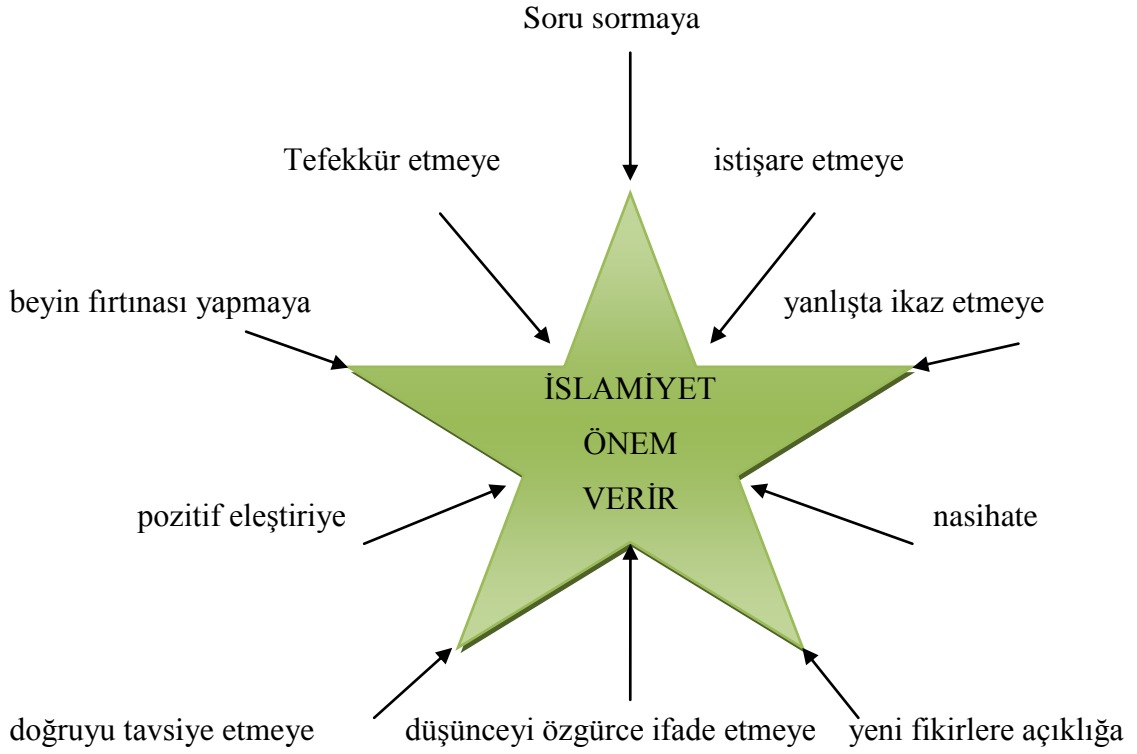 Soru sormaya
Tefekkür etmeye
istişare etmeye
beyin fırtınası yapmaya
yanlışta ikaz etmeye
İSLAMİYET
ÖNEM
VERİR
pozitif eleştiriye
nasihate
doğruyu tavsiye etmeye
düşünceyi özgürce ifade etmeye
yeni fikirlere açıklığa